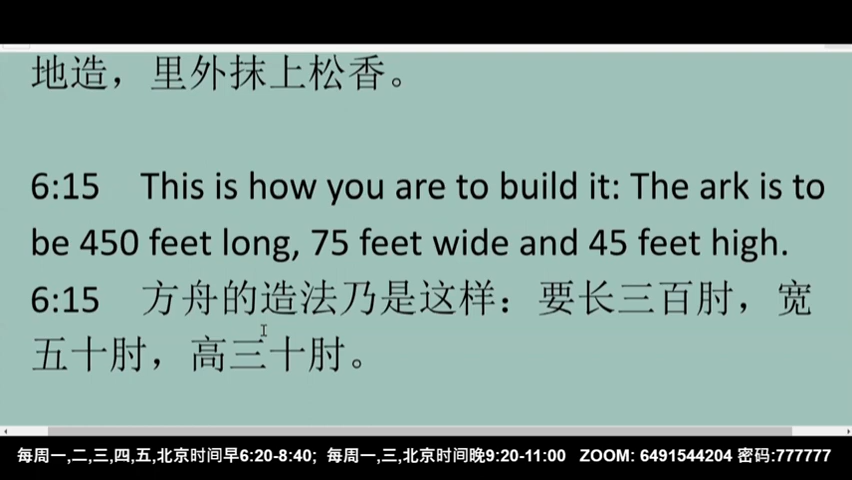 地造，里外抹上松香。
6:15 This is how you are to build it: The ark is to
be 450 feet long, 75 feet wide and 45 feet high.
6:15 方舟的造法乃是这样：要长三百肘，宽
五十肘，高三十肘。
每周一,二,三,四,五,北京时间早6:20-8:40; 每周一,三,北京时间晚9:20-11:00 ZOOM: 6491544204 密码:777777